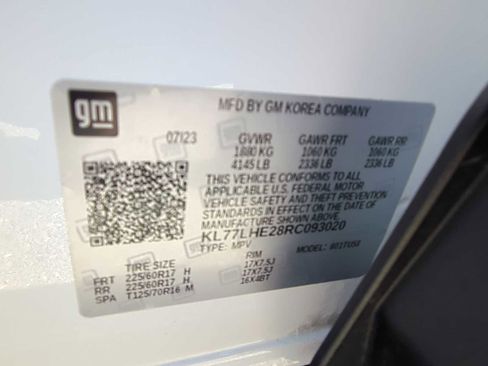 gm
MFD BY GM KOREA COMPANY
07/23 GVWR GAWR FRT GAWR RR
1880 KG 1060 KG 1060 KG
4145 LB 2336 LB 2336 LB
THIS VEHICLE CONFORMS TO ALL
APPLICABLE U.S. FEDERAL MOTOR
VEHICLE SAFETY AND THEFT PREVENTION
STANDARDS IN EFFECT ON THE DATE OF
MANUFACTURE SHOWN ABOVE.
KL77LHE28RC093020
TYPE: MPV MODEL:
TIRE SIZE RIM
FRT 225/60R17 H 17X7.5J
RR 225/60R17 H 17X7.5J
SPA T125/70R16 M 16X4BT